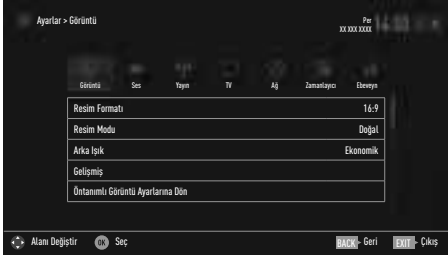 Ayarlar > Görüntü
Per
XX XXX XXXX
Görüntü Ses Yayın TV Ağ Zamanlayıcı Ebeveyn
Resim Formatı 16:9
Resim Modu Doğal
Arka Işık Ekonomik
Gelişmiş
Öntanımlı Görüntü Ayarlarına Dön
Alanı Değiştir OK Seç BACK Geri EXIT Çıkış